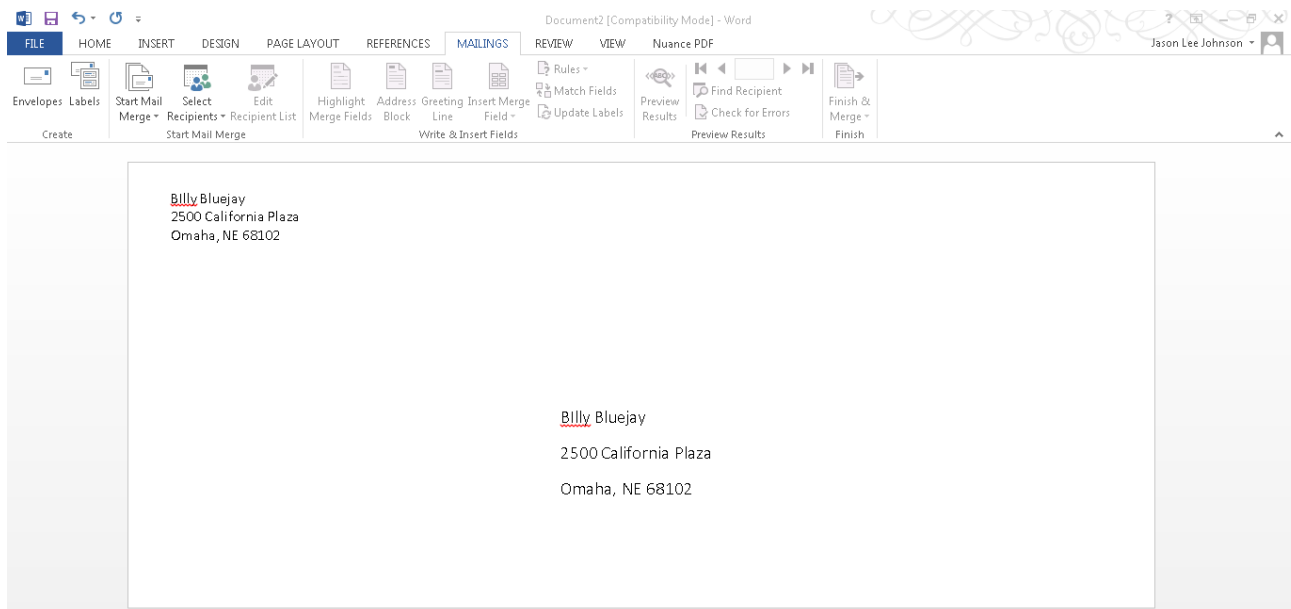 Document2 [Compatibility Mode] - Word
?
FILE HOME INSERT DESIGN PAGE LAYOUT REFERENCES MAILINGS REVIEW VIEW Nuance PDF Jason Lee Johnson
Envelopes Labels Start Mail Merge Select Recipients Edit Recipient List Highlight Merge Fields Address Block Greeting Line Insert Merge Field Rules Match Fields Update Labels Preview Results Find Recipient Check for Errors Finish & Merge
Create Start Mail Merge Write & Insert Fields Preview Results Finish
BIlly Bluejay
2500 California Plaza
Omaha, NE 68102
BIlly Bluejay
2500 California Plaza
Omaha, NE 68102